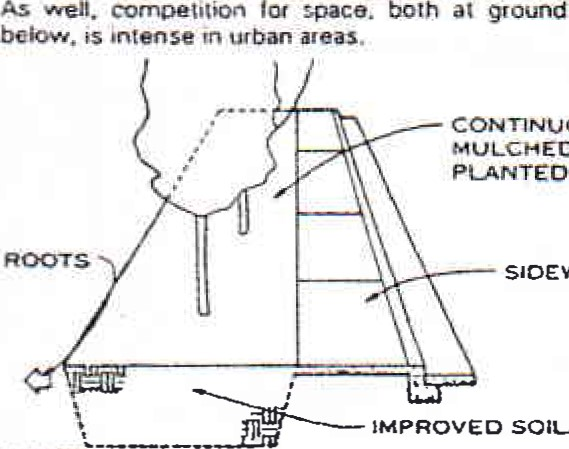 As well, competition for space, both at ground
below, is intense in urban areas.
CONTINUO
MULCHED
PLANTED
ROOTS
SIDEW
IMPROVED SOIL